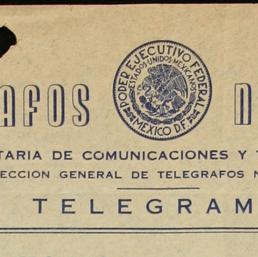 AFOS N
PODER EJECUTIVO FEDERAL
ESTADOS UNIDOS MEXICANOS
MEXICO D.F.
TARIA DE COMUNICACIONES Y T
ECCION GENERAL DE TELEGRAFOS N
TELEGRAM